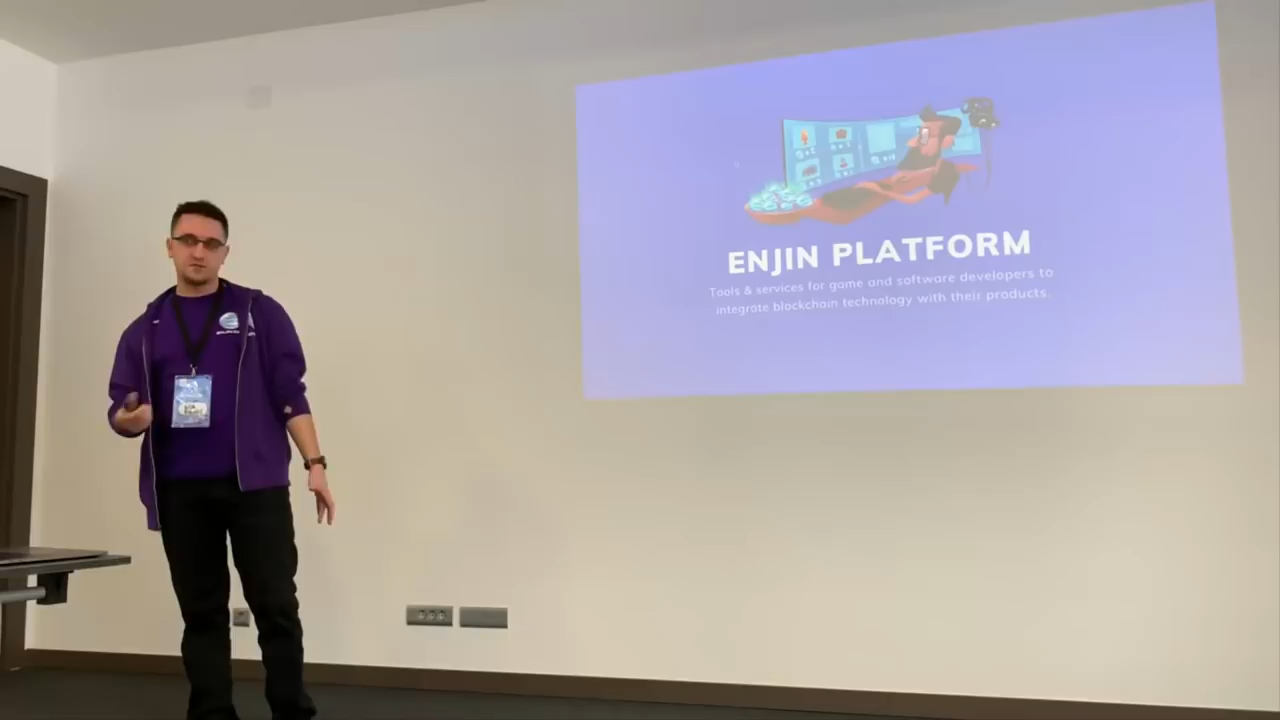 ENJIN PLATFORM
Tools & services for game and software developers to
integrate blockchain technology with their products.